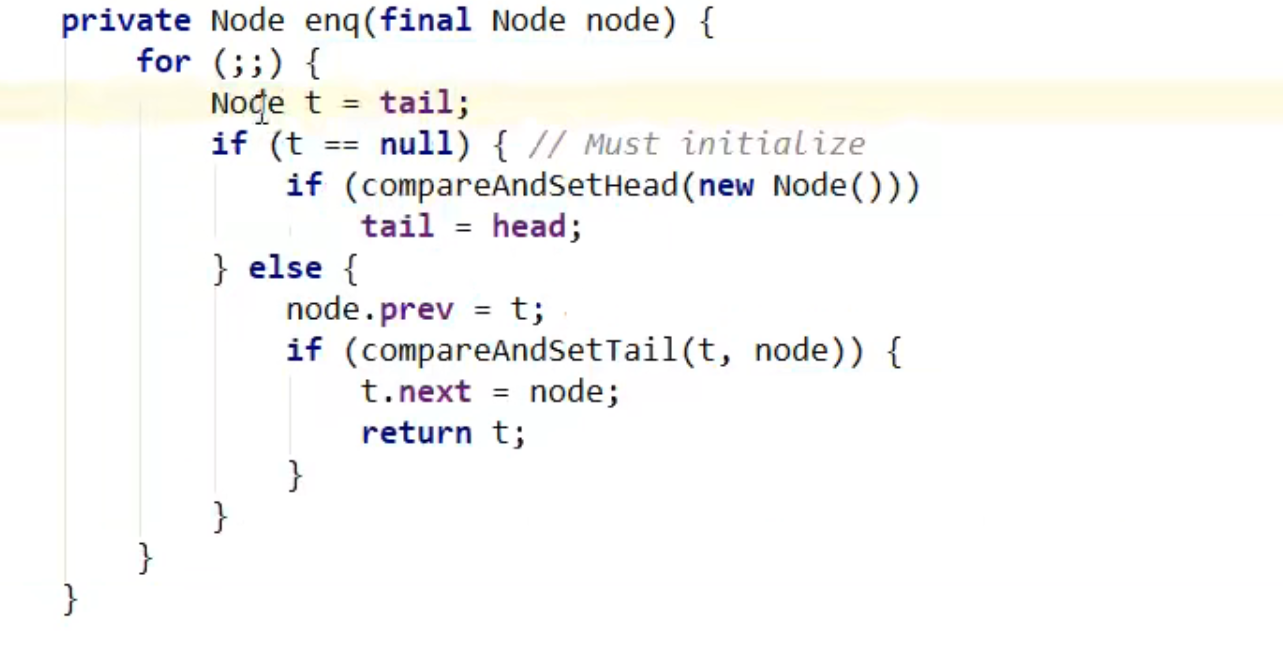 private Node enq(final Node node) {
for (;;) {
Node t = tail;
if (t == null) { // Must initialize
if (compareAndSetHead(new Node()))
tail = head;
} else {
node.prev = t;
if (compareAndSetTail(t, node)) {
t.next = node;
return t;
}
}
}
}